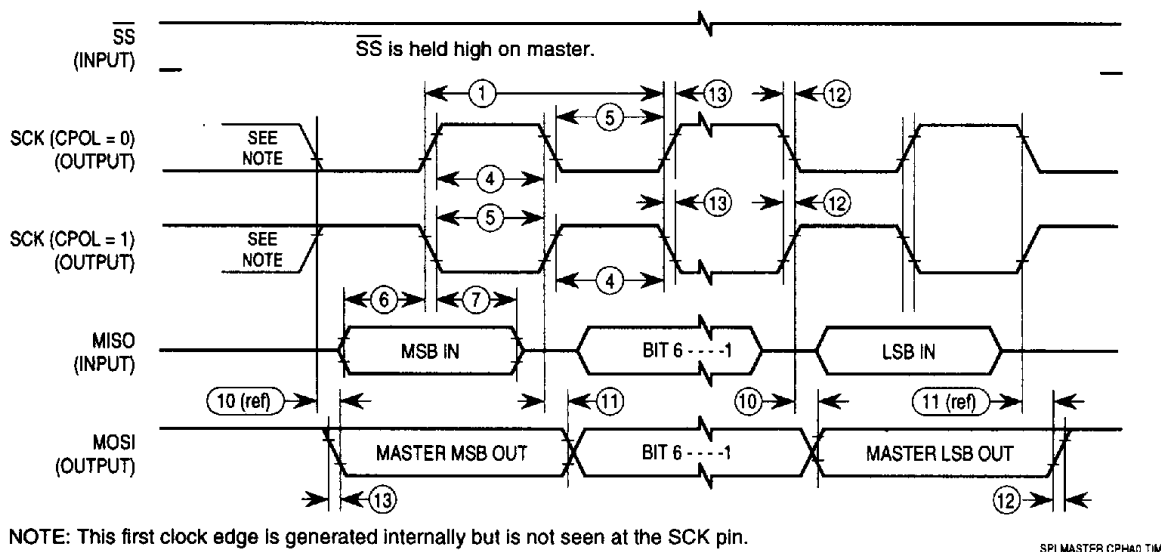 SS
(INPUT)
SS is held high on master.
1
13
12
5
SCK (CPOL = 0)
(OUTPUT)
SEE
NOTE
4
5
13
12
SCK (CPOL = 1)
(OUTPUT)
SEE
NOTE
4
6
7
MISO
(INPUT)
MSB IN
BIT 6 - - - - 1
LSB IN
10 (ref)
11
10
11 (ref)
MOSI
(OUTPUT)
MASTER MSB OUT
BIT 6 - - - - 1
MASTER LSB OUT
13
12
NOTE: This first clock edge is generated internally but is not seen at the SCK pin.
SPI MASTER CPHA0 TIM